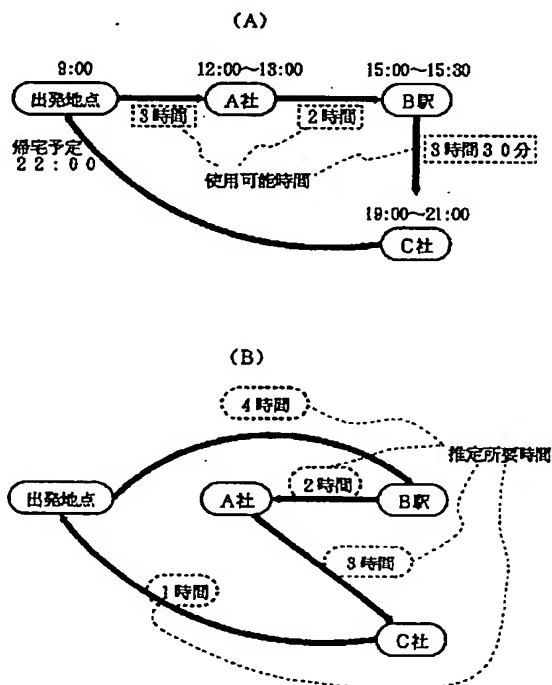 (A)
9:00
12:00～13:00
15:00～15:30
出発地点
A社
B駅
3時間
2時間
帰宅予定
22:00
使用可能時間
3時間30分
19:00～21:00
C社
(B)
4時間
推定所要時間
2時間
出発地点
A社
B駅
3時間
1時間
C社